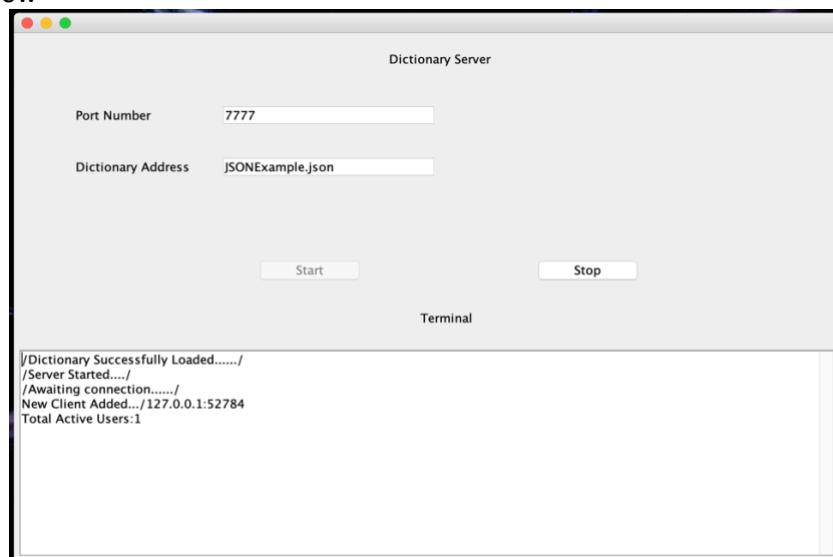 Dictionary Server
Port Number 7777
Dictionary Address JSONExample.json
Start Stop
Terminal
/Dictionary Successfully Loaded....../
/Server Started..../
/Awaiting connection....../
New Client Added.../127.0.0.1:52784
Total Active Users:1